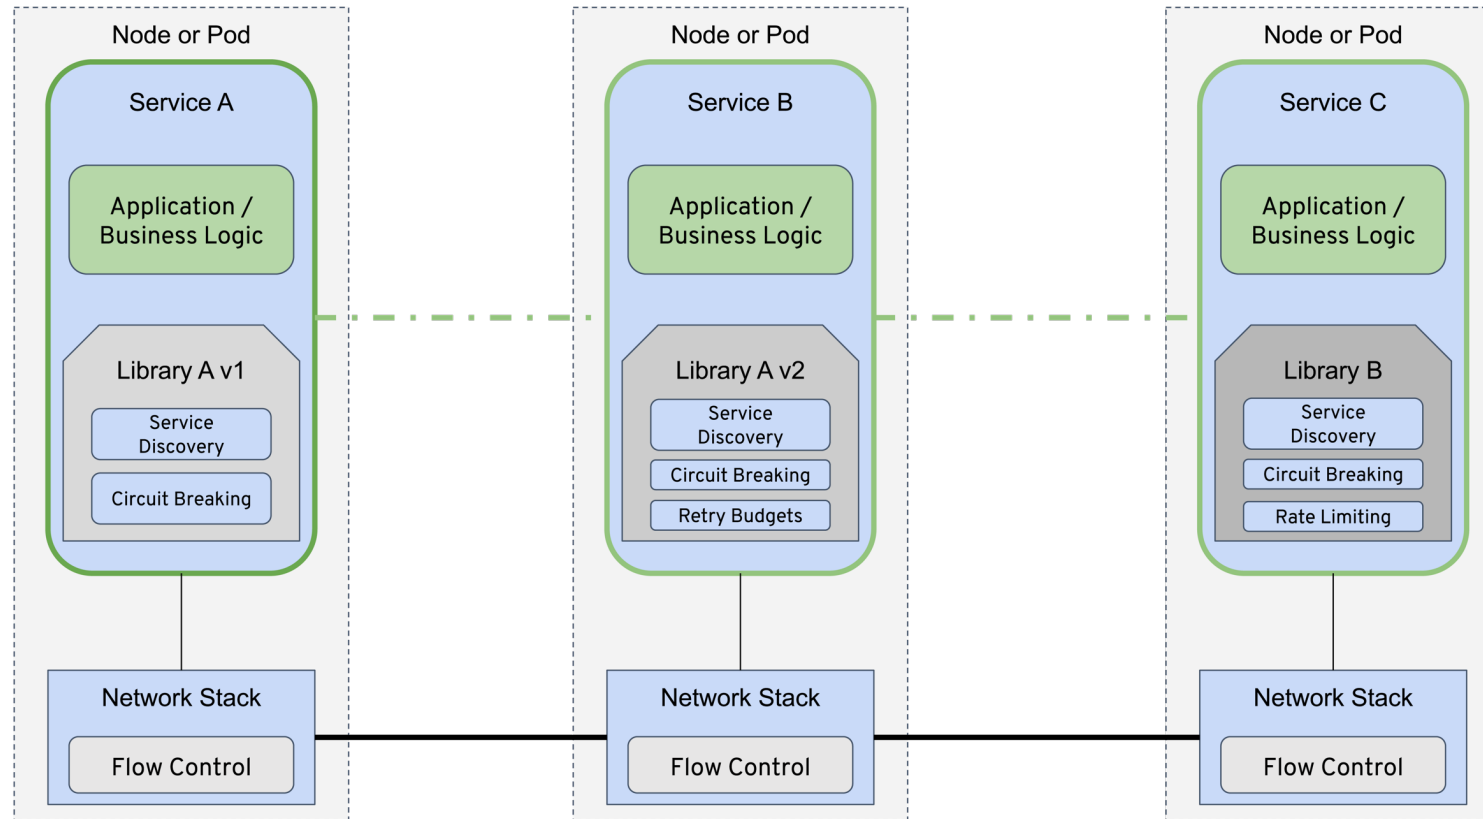 Node or Pod
Service A
Application /
Business Logic
Library A v1
Service
Discovery
Circuit Breaking
Network Stack
Flow Control
Node or Pod
Service B
Application /
Business Logic
Library A v2
Service
Discovery
Circuit Breaking
Retry Budgets
Network Stack
Flow Control
Node or Pod
Service C
Application /
Business Logic
Library B
Service
Discovery
Circuit Breaking
Rate Limiting
Network Stack
Flow Control